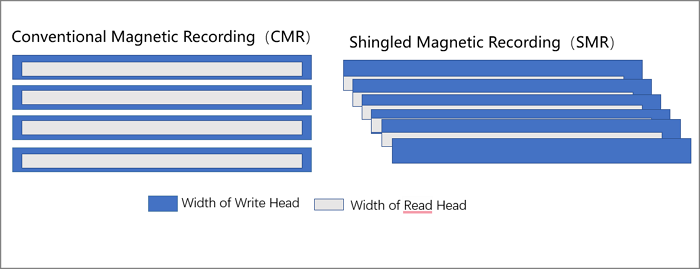 Conventional Magnetic Recording（CMR）
Shingled Magnetic Recording（SMR）
Width of Write Head
Width of Read Head